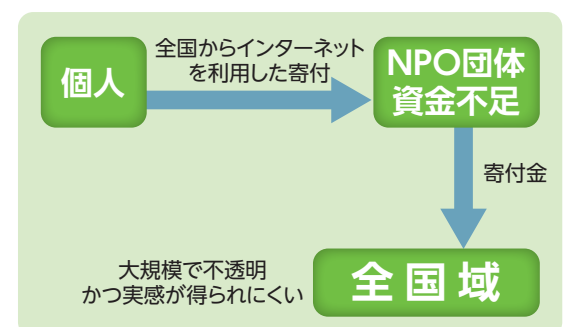 個人
全国からインターネット
を利用した寄付
NPO団体
資金不足
寄付金
大規模で不透明
かつ実感が得られにくい
全国域